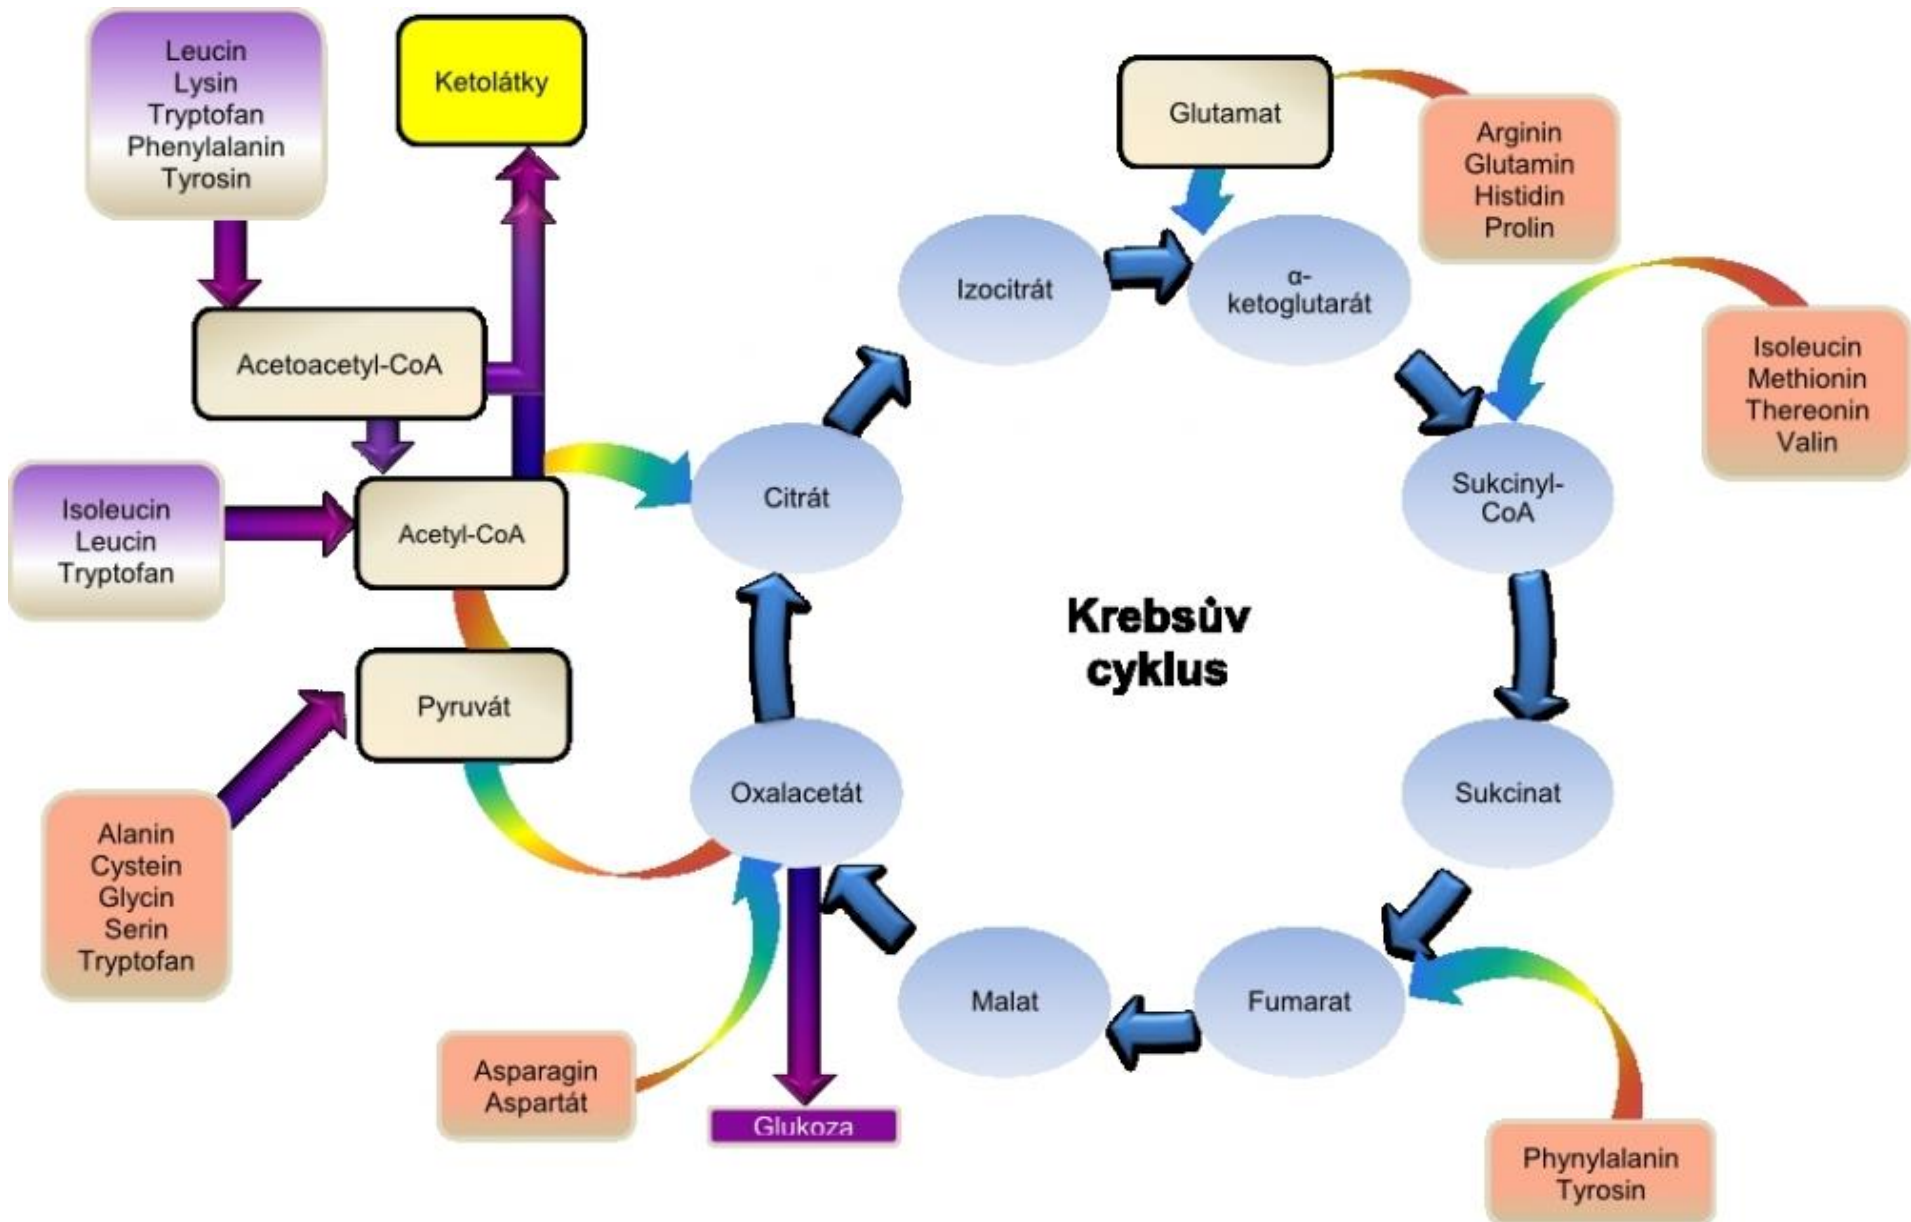 Leucin
Lysin
Tryptofan
Phenylalanin
Tyrosin
Ketolátky
Glutamat
Arginin
Glutamin
Histidin
Prolin
Izocitrát
α-
ketoglutarát
Acetoacetyl-CoA
Isoleucin
Methionin
Thereonin
Valin
Isoleucin
Leucin
Tryptofan
Acetyl-CoA
Citrát
Sukcinyl-
CoA
Krebsův
cyklus
Pyruvát
Oxalacetát
Sukcinat
Alanin
Cystein
Glycin
Serin
Tryptofan
Malat
Fumarat
Asparagin
Aspartát
Glukoza
Phynylalanin
Tyrosin